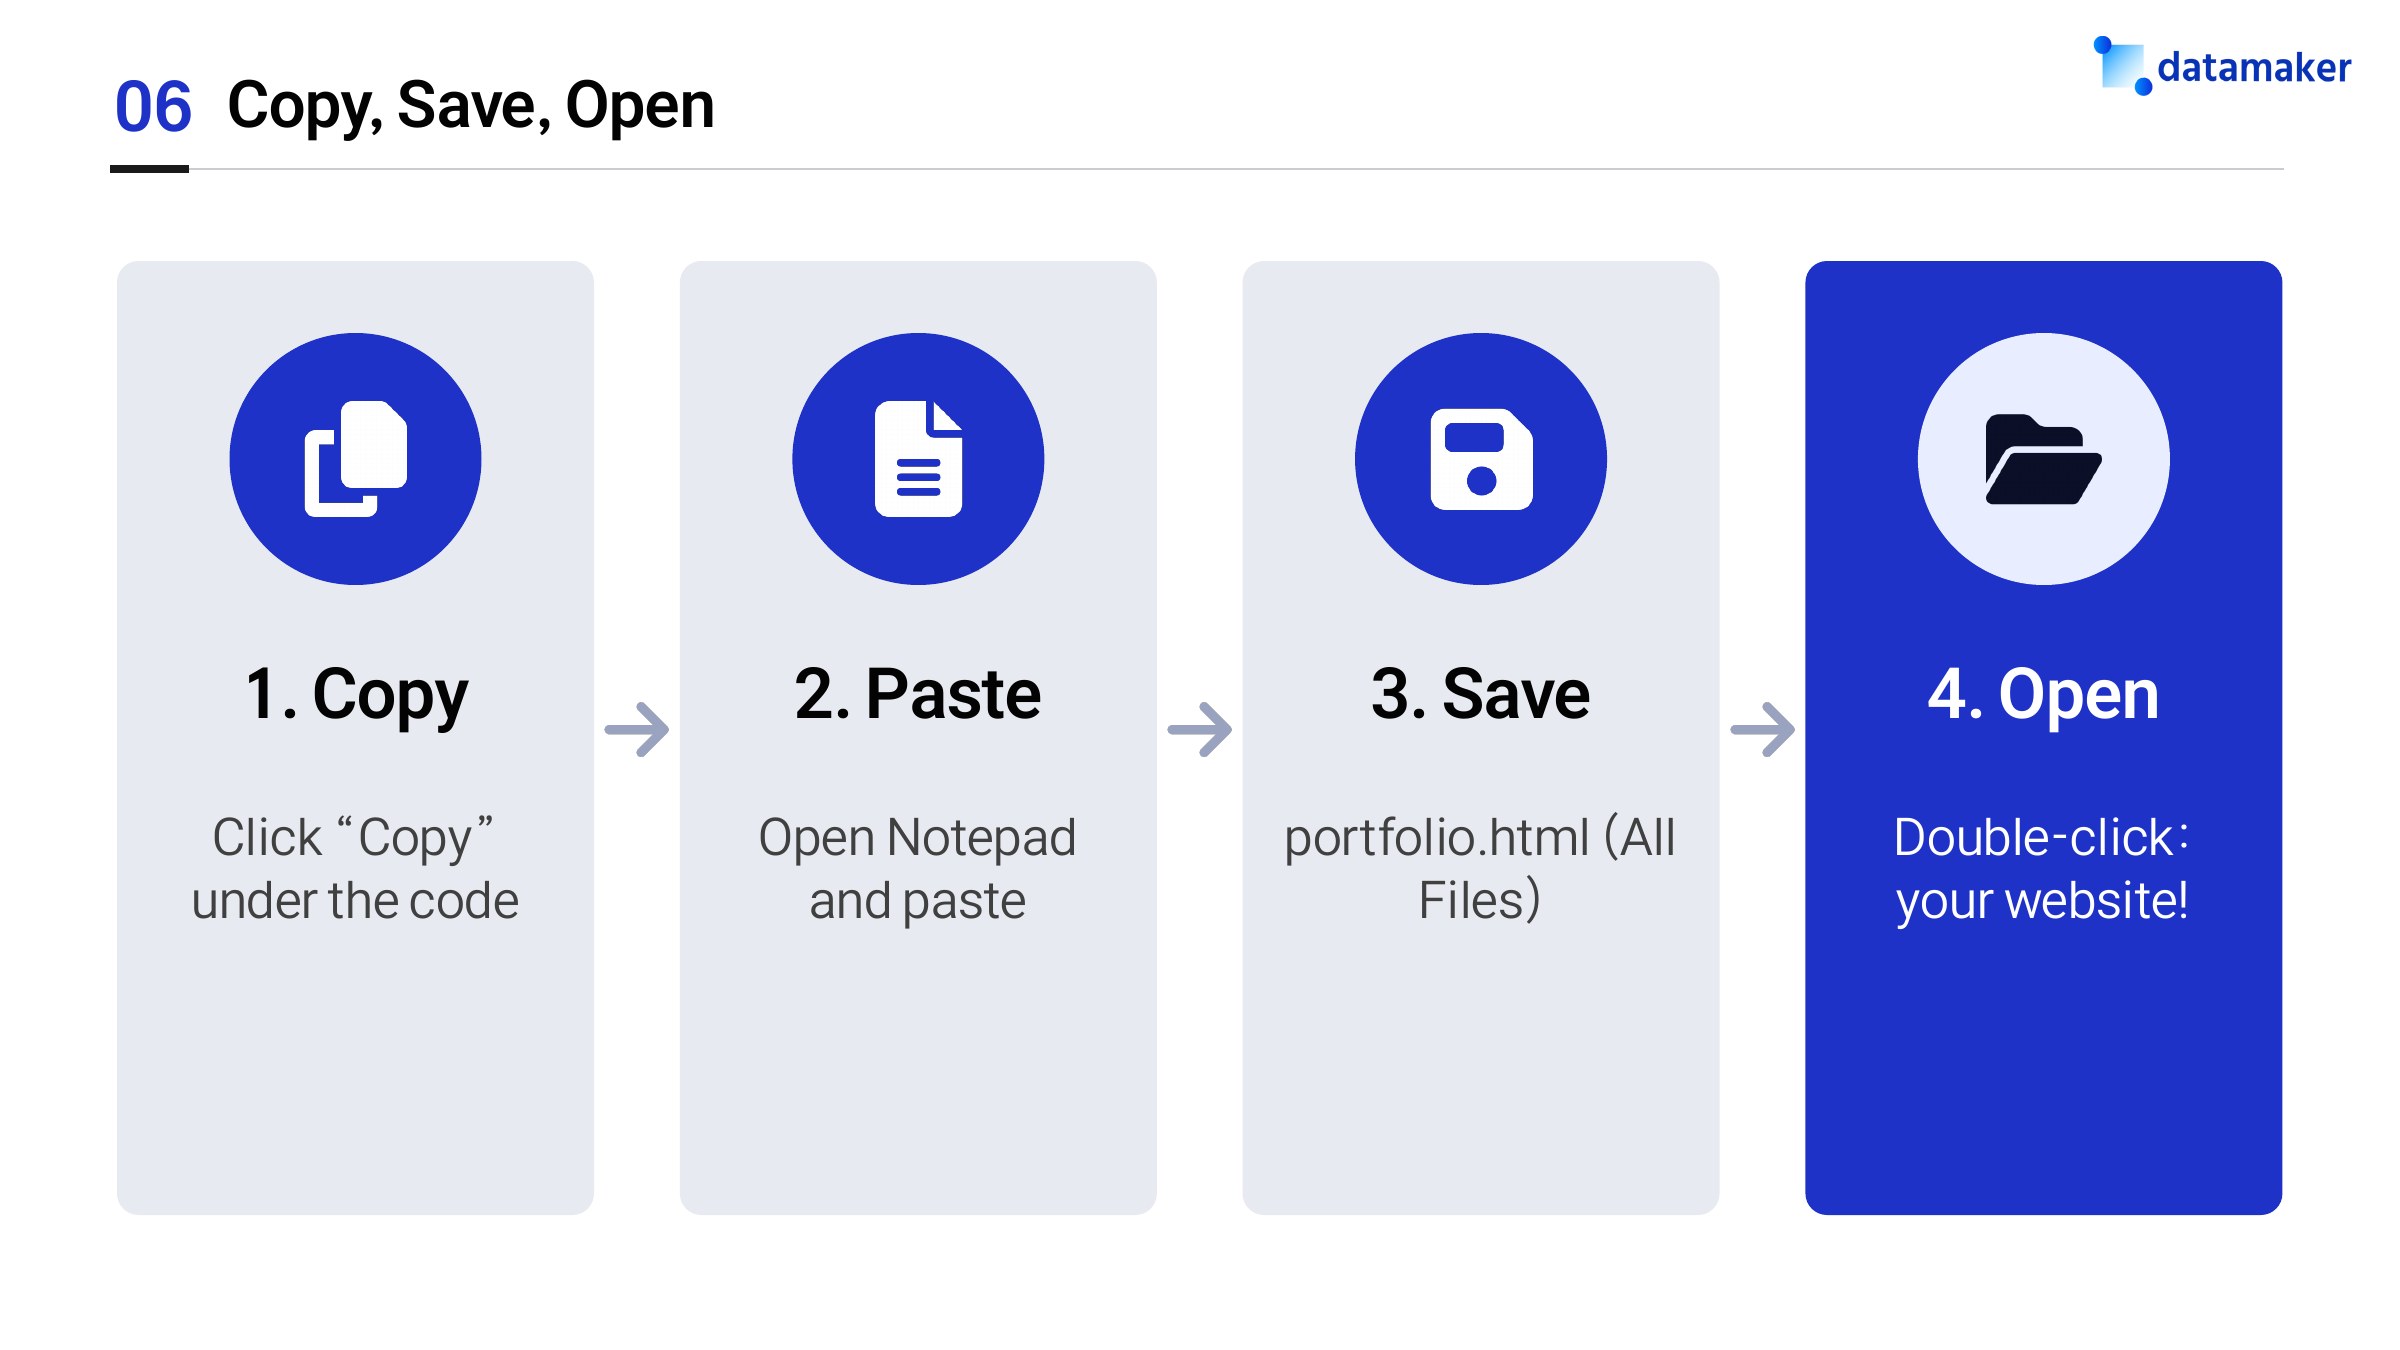 06 Copy, Save, Open
datamaker
1. Copy
Click “Copy”
under the code
2. Paste
Open Notepad
and paste
3. Save
portfolio.html (All
Files)
4. Open
Double-click:
your website!